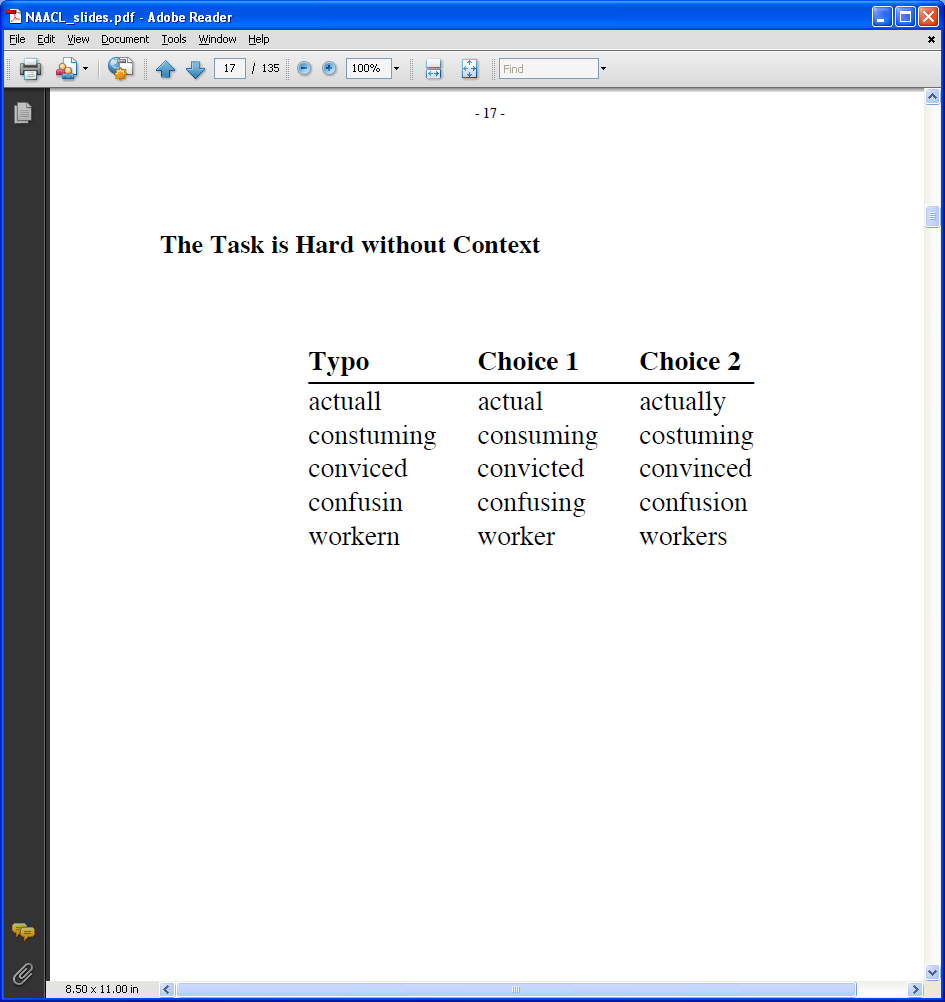 NAACL_slides.pdf - Adobe Reader
File Edit View Document Tools Window Help
17 / 135 100% Find
- 17 -
The Task is Hard without Context
Typo Choice 1 Choice 2
actuall actual actually
constuming consuming costuming
conviced convicted convinced
confusin confusing confusion
workern worker workers
8.50 x 11.00 in